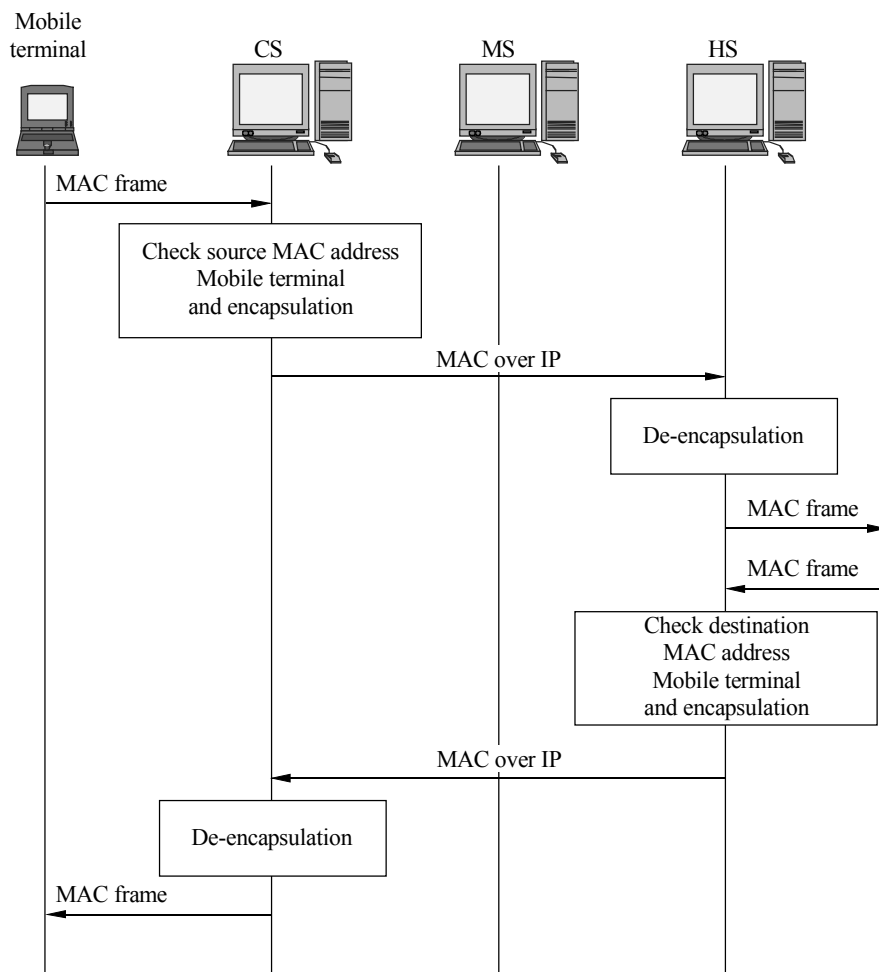 Mobile
terminal
CS
MS
HS
MAC frame
Check source MAC address
Mobile terminal
and encapsulation
MAC over IP
De-encapsulation
MAC frame
MAC frame
Check destination
MAC address
Mobile terminal
and encapsulation
MAC over IP
De-encapsulation
MAC frame